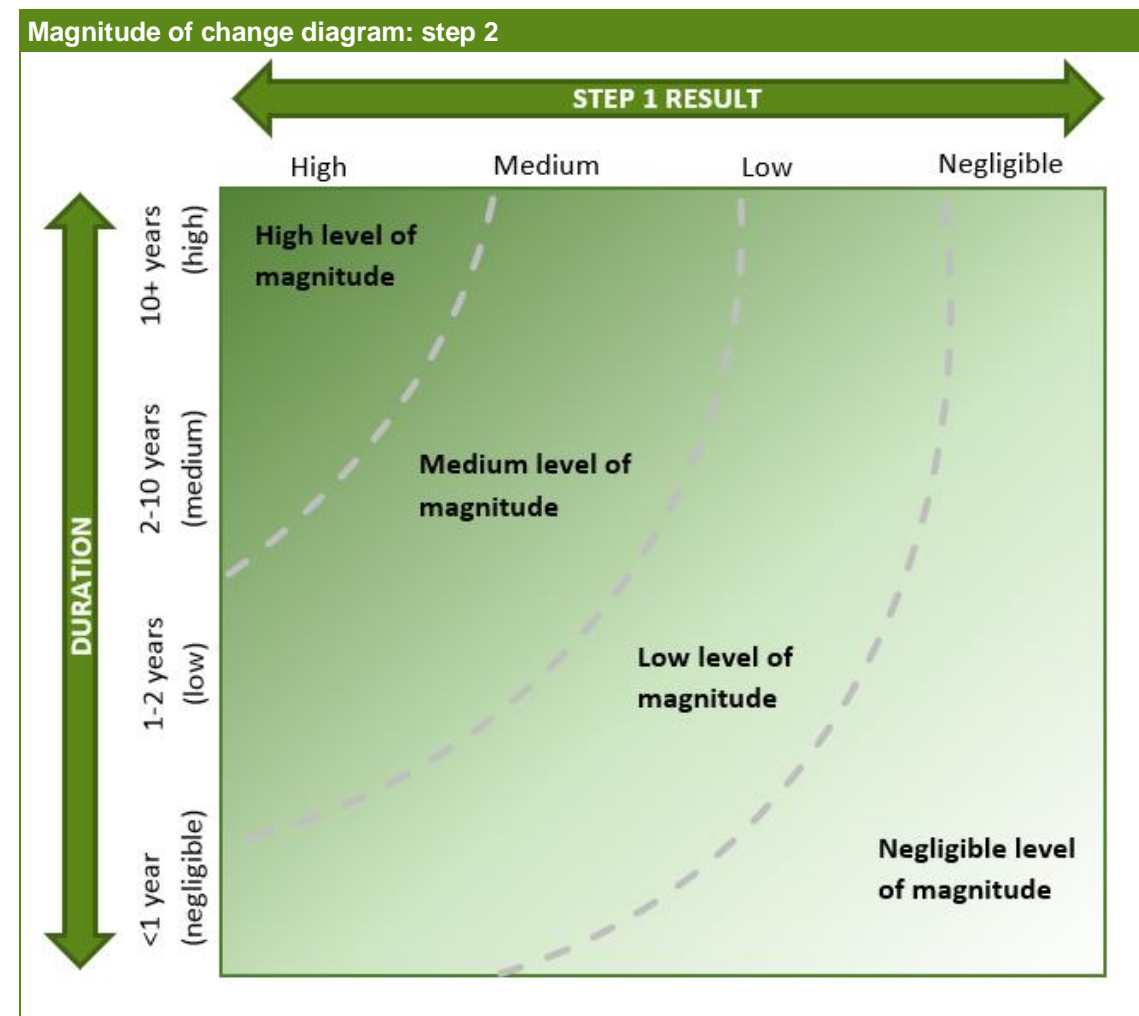 Magnitude of change diagram: step 2
STEP 1 RESULT
High
Medium
Low
Negligible
DURATION
10+ years
(high)
2-10 years
(medium)
1-2 years
(low)
<1 year
(negligible)
High level of
magnitude
Medium level of
magnitude
Low level of
magnitude
Negligible level
of magnitude